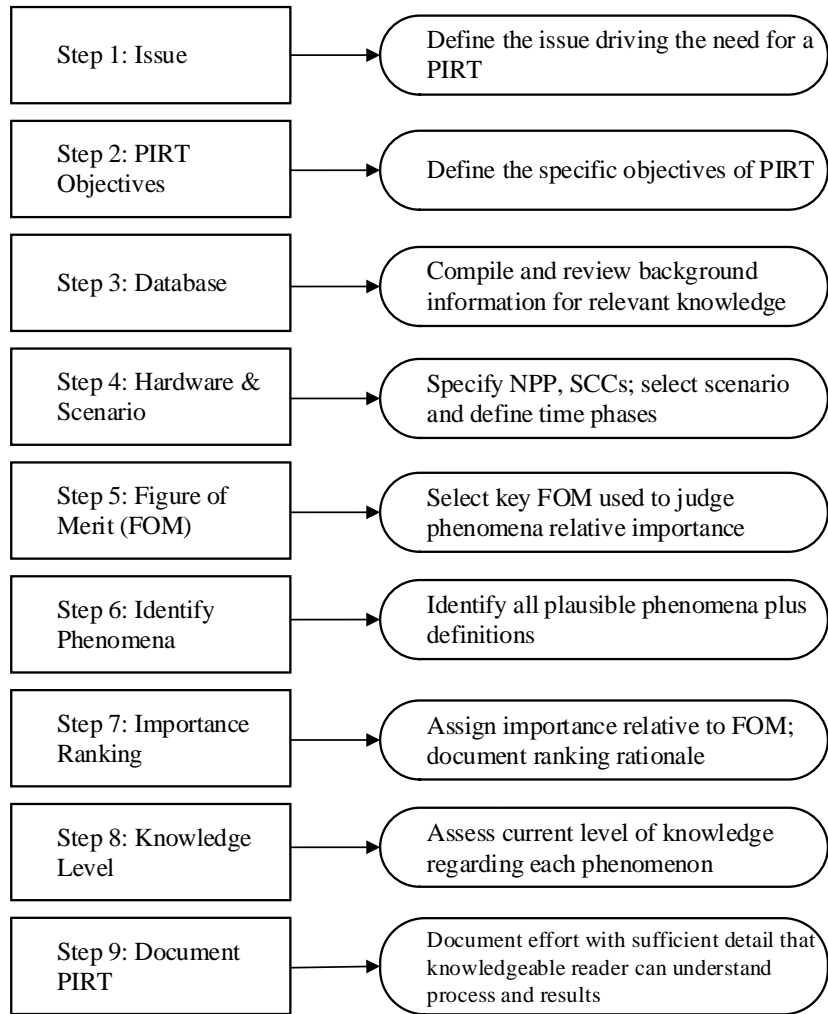 Step 1: Issue
Define the issue driving the need for a
PIRT
Step 2: PIRT
Objectives
Define the specific objectives of PIRT
Step 3: Database
Compile and review background
information for relevant knowledge
Step 4: Hardware &
Scenario
Specify NPP, SCCs; select scenario
and define time phases
Step 5: Figure of
Merit (FOM)
Select key FOM used to judge
phenomena relative importance
Step 6: Identify
Phenomena
Identify all plausible phenomena plus
definitions
Step 7: Importance
Ranking
Assign importance relative to FOM;
document ranking rationale
Step 8: Knowledge
Level
Assess current level of knowledge
regarding each phenomenon
Step 9: Document
PIRT
Document effort with sufficient detail that
knowledgeable reader can understand
process and results